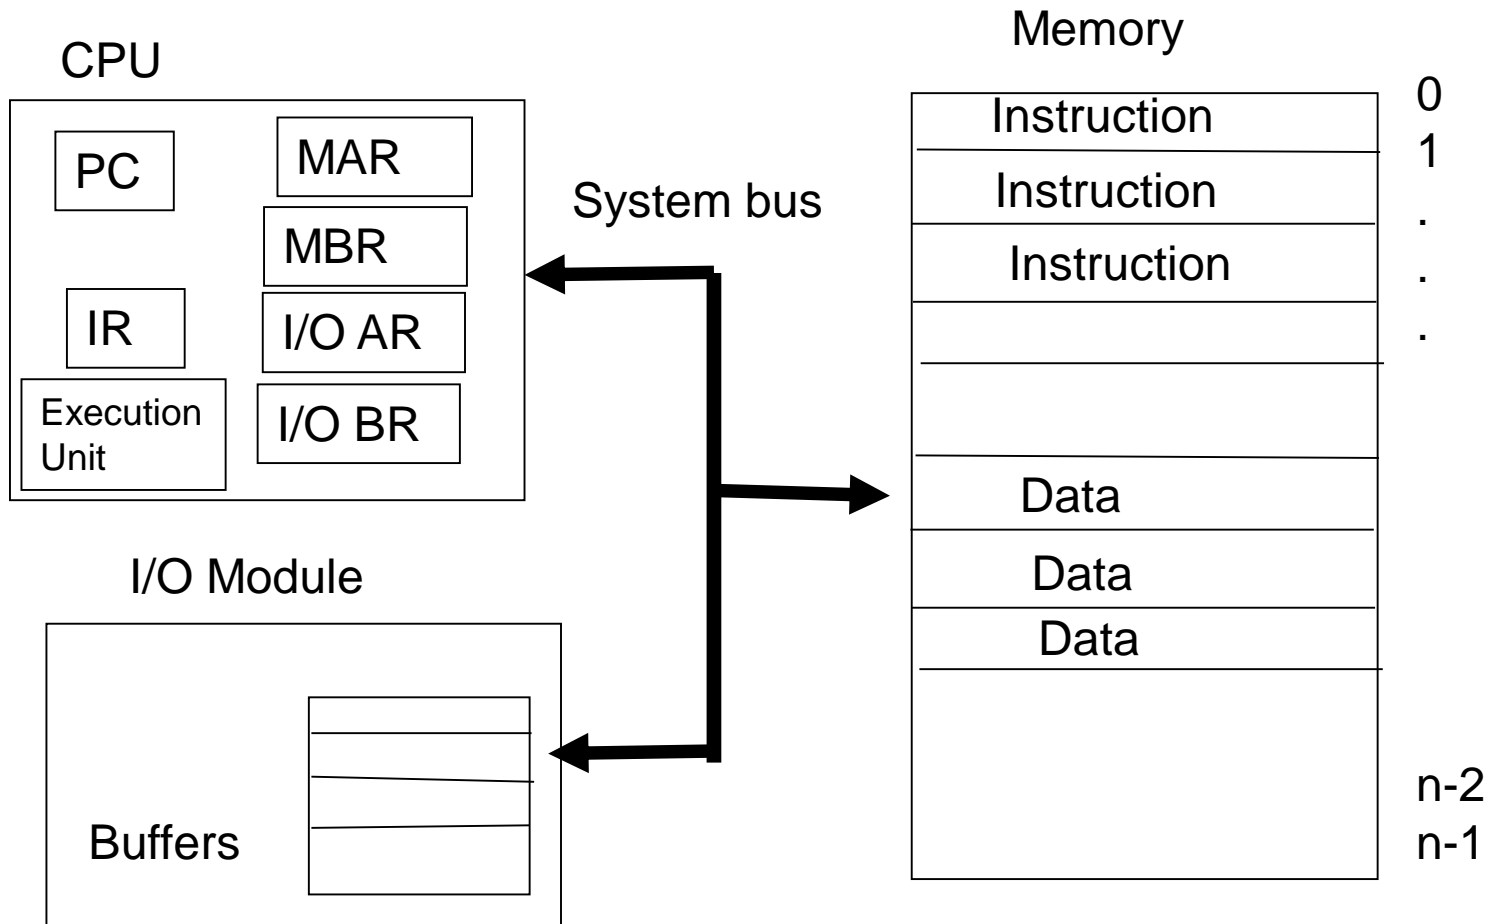 CPU
PC
MAR
MBR
IR
I/O AR
Execution
Unit
I/O BR
System bus
I/O Module
Buffers
Memory
Instruction
Instruction
Instruction
Data
Data
Data
0
1
.
.
.
n-2
n-1